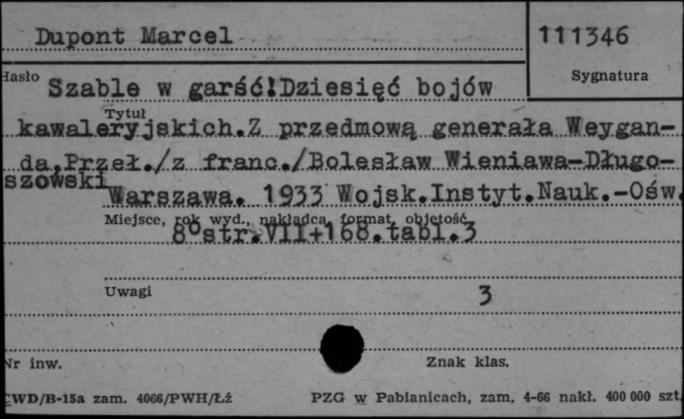 Dupont Marcel
111346
Hasło
Sygnatura
Szable w garść!Dziesięć bojów
Tytuł
kawaleryjskich.Z przedmową generała Weygan-
da.Przeł./z franc./Bolesław Wieniawa-Długo-
szowski
Warszawa. 1933 Wojsk.Instyt.Nauk.-Ośw.
Miejsce, rok wyd., nakładca, format, objętość
8°str.VII+168.tabl.3
Uwagi
3
Nr inw.
Znak klas.
CWD/B-15a zam. 4066/PWH/Łż
PZG w Pabianicach, zam. 4-66 nakł. 400 000 szt.